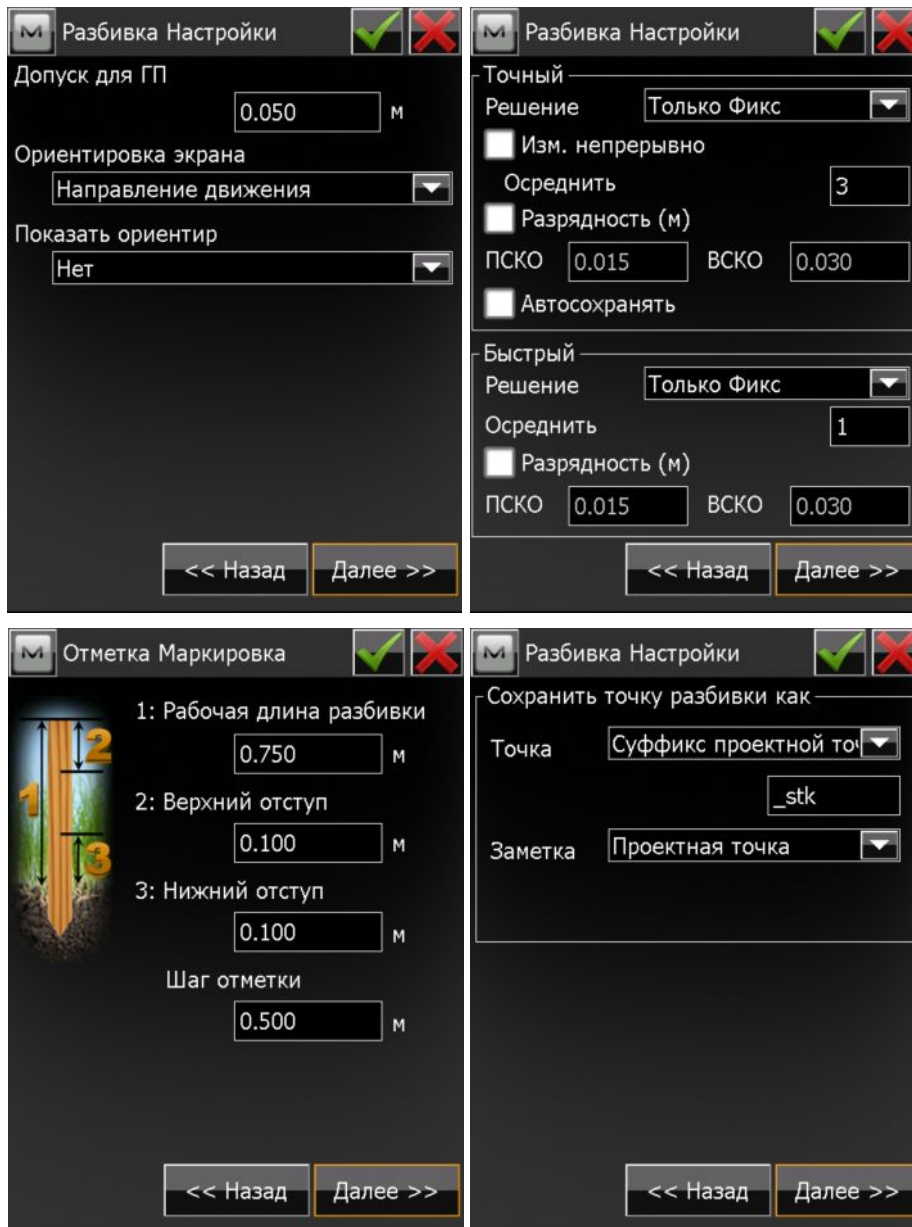 Разбивка Настройки
Допуск для ГП
0.050 м
Ориентировка экрана
Направление движения
Показать ориентир
Нет
<< Назад Далее >>
Разбивка Настройки
Точный
Решение Только Фикс
Изм. непрерывно
Осреднить 3
Разрядность (м)
ПСКО 0.015 ВСКО 0.030
Автосохранять
Быстрый
Решение Только Фикс
Осреднить 1
Разрядность (м)
ПСКО 0.015 ВСКО 0.030
<< Назад Далее >>
Отметка Маркировка
1 2 3
1: Рабочая длина разбивки
0.750 м
2: Верхний отступ
0.100 м
3: Нижний отступ
0.100 м
Шаг отметки
0.500 м
<< Назад Далее >>
Разбивка Настройки
Сохранить точку разбивки как
Точка Суффикс проектной точ
_stk
Заметка Проектная точка
<< Назад Далее >>